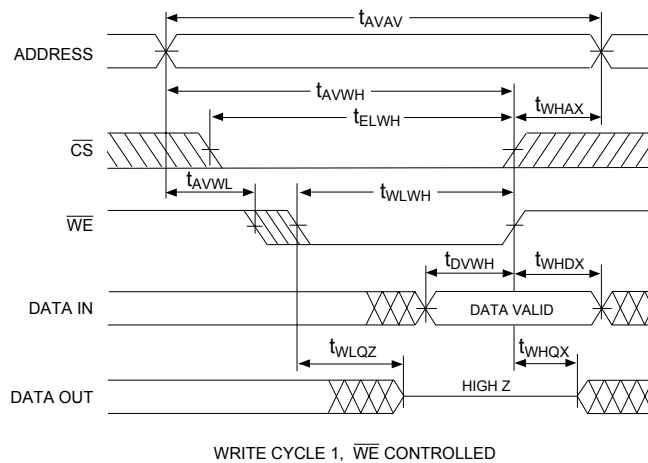 tAVAV
ADDRESS
tAVWH
tELWH
tWHAX
CS
tAVWL
tWLWH
WE
tDVWH
tWHDX
DATA IN
DATA VALID
tWLQZ
tWHQX
DATA OUT
HIGH Z
WRITE CYCLE 1, WE CONTROLLED